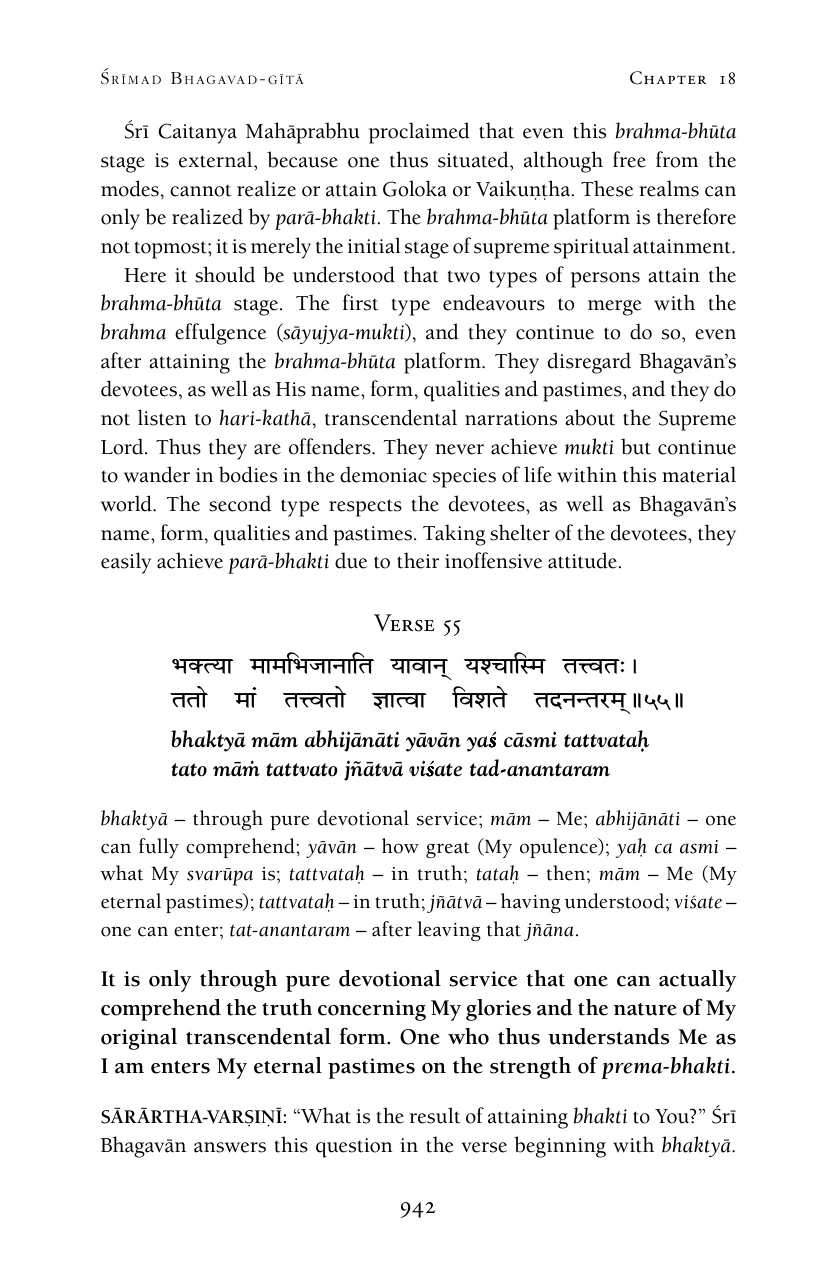 Śrīmad Bhagavad-gītā Chapter 18
Śrī Caitanya Mahāprabhu proclaimed that even this brahma-bhūta
stage is external, because one thus situated, although free from the
modes, cannot realize or attain Goloka or Vaikuṇṭha. These realms can
only be realized by parā-bhakti. The brahma-bhūta platform is therefore
not topmost; it is merely the initial stage of supreme spiritual attainment.
Here it should be understood that two types of persons attain the
brahma-bhūta stage. The first type endeavours to merge with the
brahma effulgence (sāyujya-mukti), and they continue to do so, even
after attaining the brahma-bhūta platform. They disregard Bhagavān’s
devotees, as well as His name, form, qualities and pastimes, and they do
not listen to hari-kathā, transcendental narrations about the Supreme
Lord. Thus they are offenders. They never achieve mukti but continue
to wander in bodies in the demoniac species of life within this material
world. The second type respects the devotees, as well as Bhagavān’s
name, form, qualities and pastimes. Taking shelter of the devotees, they
easily achieve parā-bhakti due to their inoffensive attitude.
Verse 55
भक्त्या मामभिजानाति यावान् यश्चास्मि तत्त्वतः।
ततो मां तत्त्वतो ज्ञात्वा विशते तदनन्तरम्॥५५॥
bhaktyā mām abhijānāti yāvān yaś cāsmi tattvataḥ
tato māṁ tattvato jñātvā viśate tad-anantaram
bhaktyā – through pure devotional service; mām – Me; abhijānāti – one
can fully comprehend; yāvān – how great (My opulence); yaḥ ca asmi –
what My svarūpa is; tattvataḥ – in truth; tataḥ – then; mām – Me (My
eternal pastimes); tattvataḥ – in truth; jñātvā – having understood; viśate –
one can enter; tat-anantaram – after leaving that jñāna.
It is only through pure devotional service that one can actually
comprehend the truth concerning My glories and the nature of My
original transcendental form. One who thus understands Me as
I am enters My eternal pastimes on the strength of prema-bhakti.
SĀRĀRTHA-VARṢIṆĪ: “What is the result of attaining bhakti to You?” Śrī
Bhagavān answers this question in the verse beginning with bhaktyā.
942